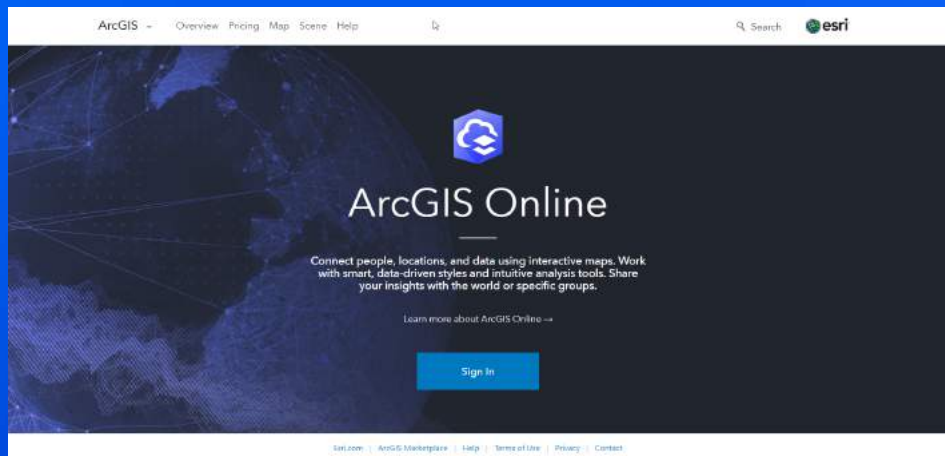 ArcGIS Overview Pricing Map Scene Help Search esri
ArcGIS Online
Connect people, locations, and data using interactive maps. Work
with smart, data-driven styles and intuitive analysis tools. Share
your insights with the world or specific groups.
Learn more about ArcGIS Online →
Sign In
Esri.com | ArcGIS Marketplace | Help | Terms of Use | Privacy | Contact